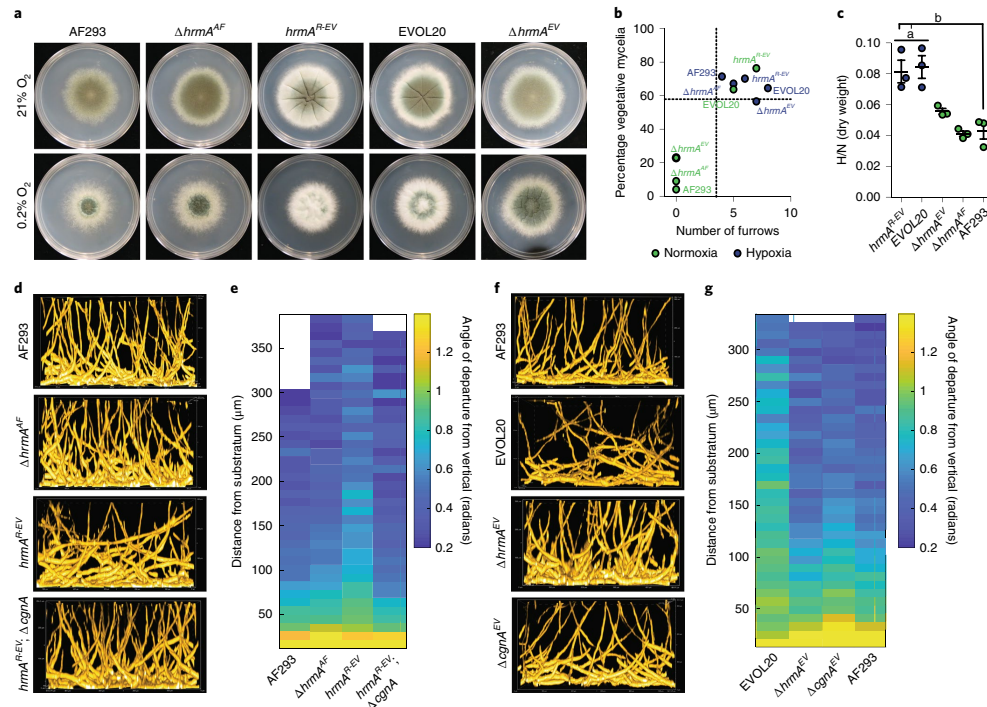 a
AF293
ΔhrmA^AF
hrmA^R-EV
EVOL20
ΔhrmA^EV
21% O₂
0.2% O₂
b
Percentage vegetative mycelia
100
80
60
40
20
0
AF293
hrmA^R-EV
hrmA^R-EV
ΔhrmA^AF
EVOL20
EVOL20
ΔhrmA^EV
ΔhrmA^EV
ΔhrmA^AF
AF293
0
5
10
Number of furrows
Normoxia
Hypoxia
c
b
a
H/N (dry weight)
0.10
0.08
0.06
0.04
0.02
0.00
hrmA^R-EV
EVOL20
ΔhrmA^EV
ΔhrmA^AF
AF293
d
AF293
ΔhrmA^AF
hrmA^R-EV
hrmA^R-EV; ΔcgnA
e
Distance from substratum (μm)
350
300
250
200
150
100
50
AF293
ΔhrmA^AF
hrmA^R-EV
hrmA^R-EV;
ΔcgnA
1.2
1
0.8
0.6
0.4
0.2
Angle of departure from vertical (radians)
f
AF293
EVOL20
ΔhrmA^EV
ΔcgnA^EV
g
Distance from substratum (μm)
300
250
200
150
100
50
EVOL20
ΔhrmA^EV
ΔcgnA^EV
AF293
1.2
1
0.8
0.6
0.4
0.2
Angle of departure from vertical (radians)